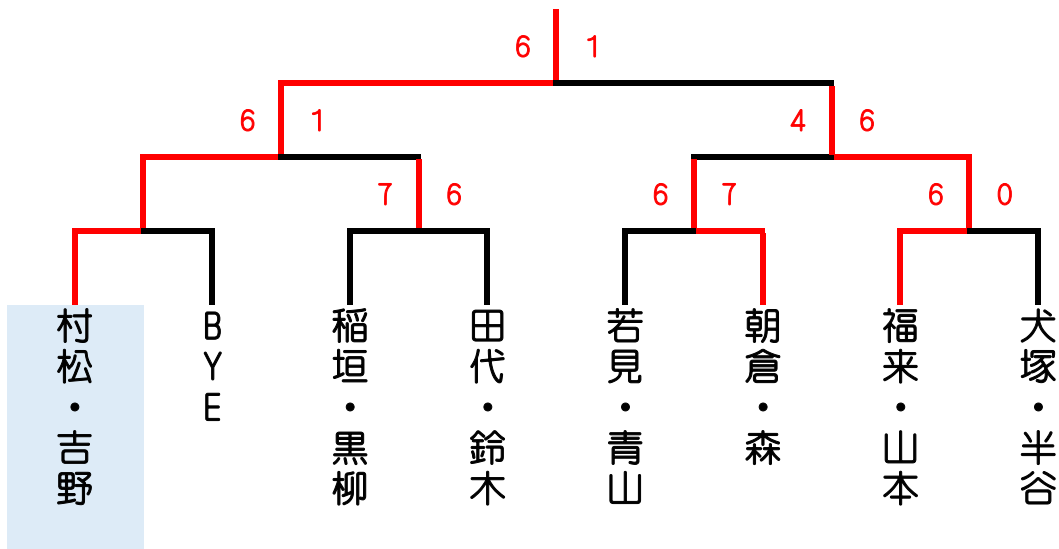 6 1
6 1 4 6
7 6 6 7 6 0
村松・吉野
BYE
稲垣・黒柳
田代・鈴木
若見・青山
朝倉・森
福来・山本
犬塚・半谷